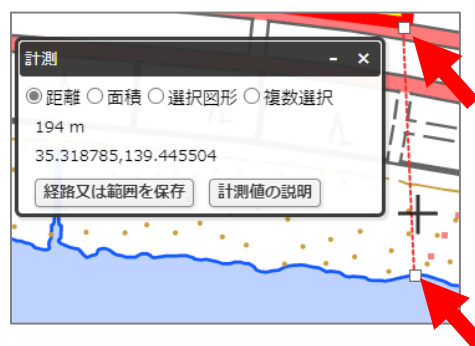 計測 - ×
距離 面積 選択図形 複数選択
194 m
35.318785,139.445504
経路又は範囲を保存 計測値の説明